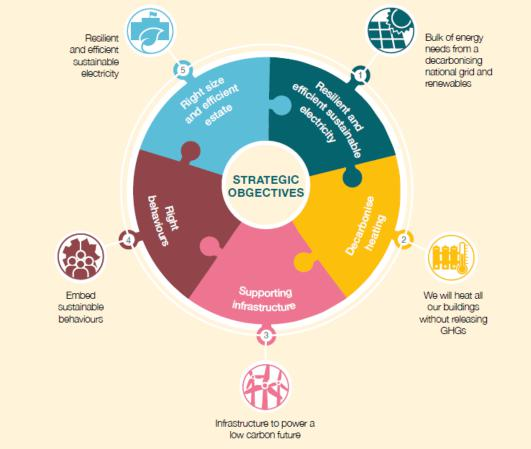 Resilient
and efficient
sustainable
electricity
5
Right size
and efficient
estate
1
Bulk of energy
needs from a
decarbonising
national grid and
renewables
Resilient and
efficient sustainable
electricity
STRATEGIC
OBGECTIVES
Right
behaviours
4
Embed
sustainable
behaviours
Decarbonise
heating
2
We will heat all
our buildings
without releasing
GHGs
Supporting
infrastructure
3
Infrastructure to power a
low carbon future